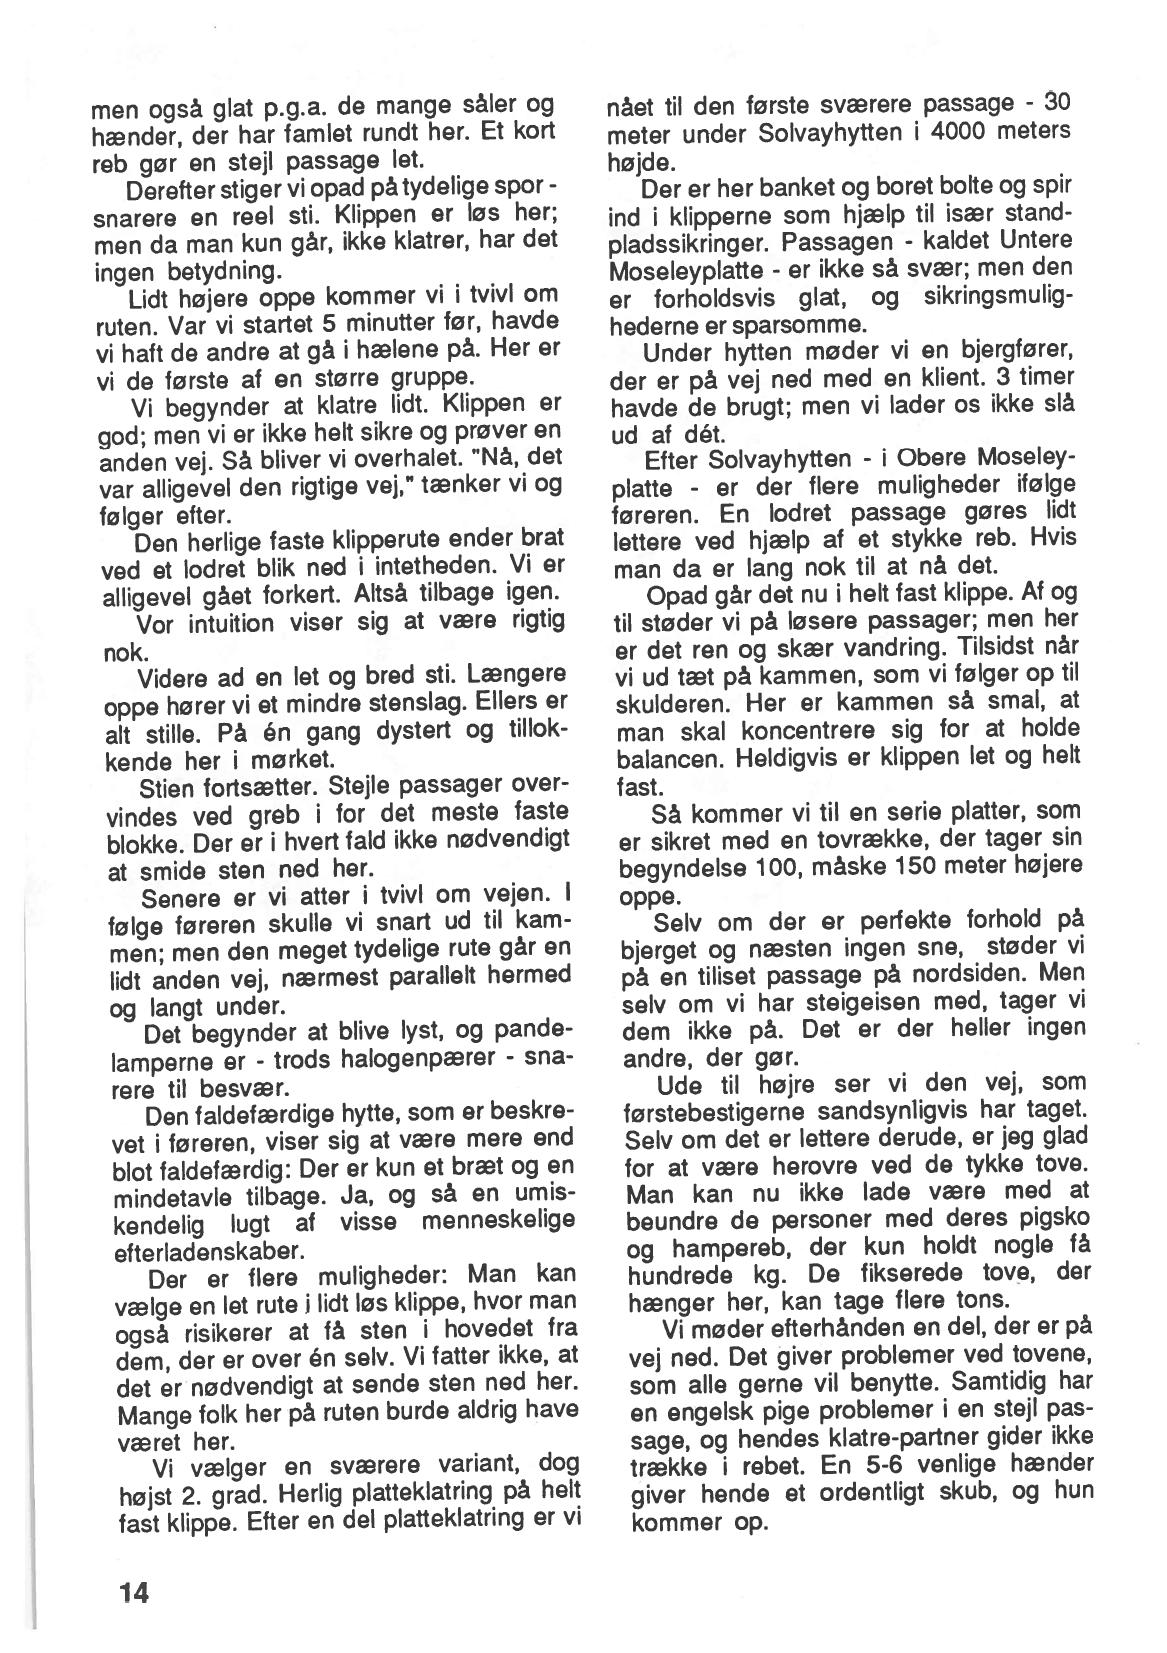 men også glat p.g.a. de mange såler og
hænder, der har famlet rundt her. Et kort
reb gør en stejl passage let.
Derefter stiger vi opad på tydelige spor -
snarere en reel sti. Klippen er løs her;
men da man kun går, ikke klatrer, har det
ingen betydning.
Lidt højere oppe kommer vi i tvivl om
ruten. Var vi startet 5 minutter før, havde
vi haft de andre at gå i hælene på. Her er
vi de første af en større gruppe.
Vi begynder at klatre lidt. Klippen er
god; men vi er ikke helt sikre og prøver en
anden vej. Så bliver vi overhalet. "Nå, det
var alligevel den rigtige vej," tænker vi og
følger efter.
Den herlige faste klipperute ender brat
ved et lodret blik ned i intetheden. Vi er
alligevel gået forkert. Altså tilbage igen.
Vor intuition viser sig at være rigtig
nok.
Videre ad en let og bred sti. Længere
oppe hører vi et mindre stenslag. Ellers er
alt stille. På én gang dystert og tillok-
kende her i mørket.
Stien fortsætter. Stejle passager over-
vindes ved greb i for det meste faste
blokke. Der er i hvert fald ikke nødvendigt
at smide sten ned her.
Senere er vi atter i tvivl om vejen. I
følge føreren skulle vi snart ud til kam-
men; men den meget tydelige rute går en
lidt anden vej, nærmest parallelt hermed
og langt under.
Det begynder at blive lyst, og pande-
lamperne er - trods halogenpærer - sna-
rere til besvær.
Den faldefærdige hytte, som er beskre-
vet i føreren, viser sig at være mere end
blot faldefærdig: Der er kun et bræt og en
mindetavle tilbage. Ja, og så en umis-
kendelig lugt af visse menneskelige
efterladenskaber.
Der er flere muligheder: Man kan
vælge en let rute i lidt løs klippe, hvor man
også risikerer at få sten i hovedet fra
dem, der er over én selv. Vi fatter ikke, at
det er nødvendigt at sende sten ned her.
Mange folk her på ruten burde aldrig have
været her.
Vi vælger en sværere variant, dog
højst 2. grad. Herlig platteklatring på helt
fast klippe. Efter en del platteklatring er vi
nået til den første sværere passage - 30
meter under Solvayhytten i 4000 meters
højde.
Der er her banket og boret bolte og spir
ind i klipperne som hjælp til især stand-
pladssikringer. Passagen - kaldet Untere
Moseleyplatte - er ikke så svær; men den
er forholdsvis glat, og sikringsmulig-
hederne er sparsomme.
Under hytten møder vi en bjergfører,
der er på vej ned med en klient. 3 timer
havde de brugt; men vi lader os ikke slå
ud af dét.
Efter Solvayhytten - i Obere Moseley-
platte - er der flere muligheder ifølge
føreren. En lodret passage gøres lidt
lettere ved hjælp af et stykke reb. Hvis
man da er lang nok til at nå det.
Opad går det nu i helt fast klippe. Af og
til støder vi på løsere passager; men her
er det ren og skær vandring. Tilsidst når
vi ud tæt på kammen, som vi følger op til
skulderen. Her er kammen så smal, at
man skal koncentrere sig for at holde
balancen. Heldigvis er klippen let og helt
fast.
Så kommer vi til en serie platter, som
er sikret med en tovrække, der tager sin
begyndelse 100, måske 150 meter højere
oppe.
Selv om der er perfekte forhold på
bjerget og næsten ingen sne, støder vi
på en tiliset passage på nordsiden. Men
selv om vi har steigeisen med, tager vi
dem ikke på. Det er der heller ingen
andre, der gør.
Ude til højre ser vi den vej, som
førstebestigerne sandsynligvis har taget.
Selv om det er lettere derude, er jeg glad
for at være herovre ved de tykke tove.
Man kan nu ikke lade være med at
beundre de personer med deres pigsko
og hampereb, der kun holdt nogle få
hundrede kg. De fikserede tove, der
hænger her, kan tage flere tons.
Vi møder efterhånden en del, der er på
vej ned. Det giver problemer ved tovene,
som alle gerne vil benytte. Samtidig har
en engelsk pige problemer i en stejl pas-
sage, og hendes klatre-partner gider ikke
trække i rebet. En 5-6 venlige hænder
giver hende et ordentligt skub, og hun
kommer op.
14